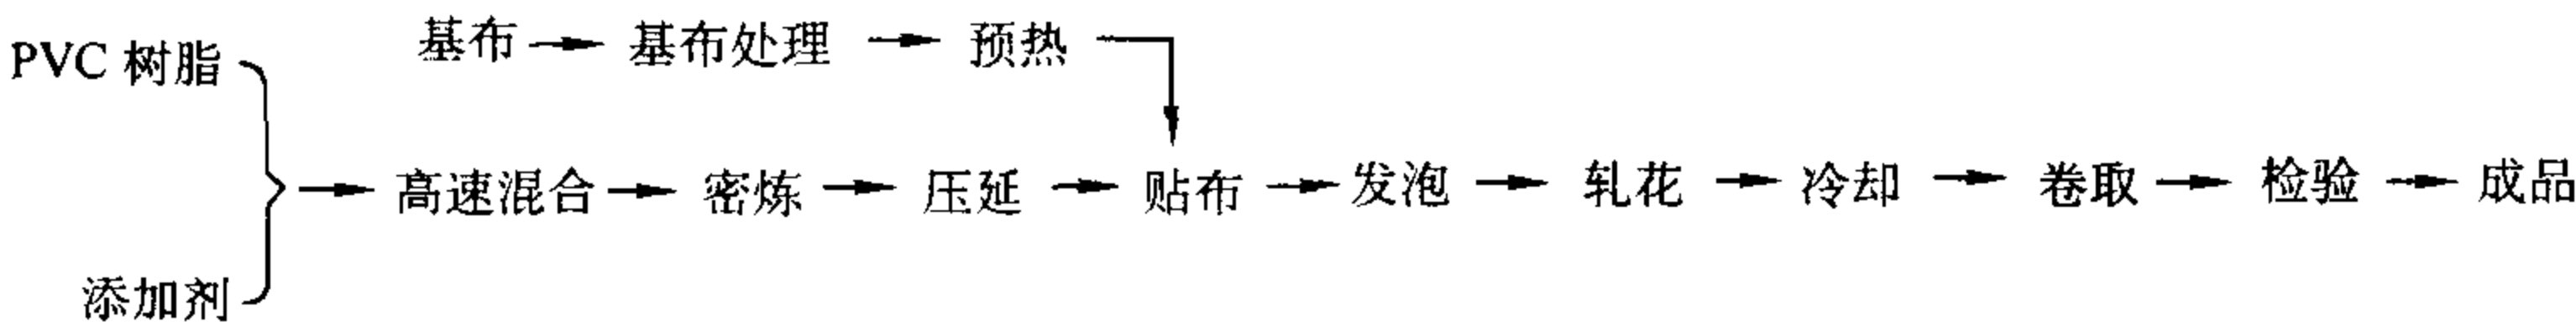 基布 → 基布处理 → 预热
PVC 树脂
→ 高速混合 → 密炼 → 压延 → 贴布 → 发泡 → 轧花 → 冷却 → 卷取 → 检验 → 成品
添加剂